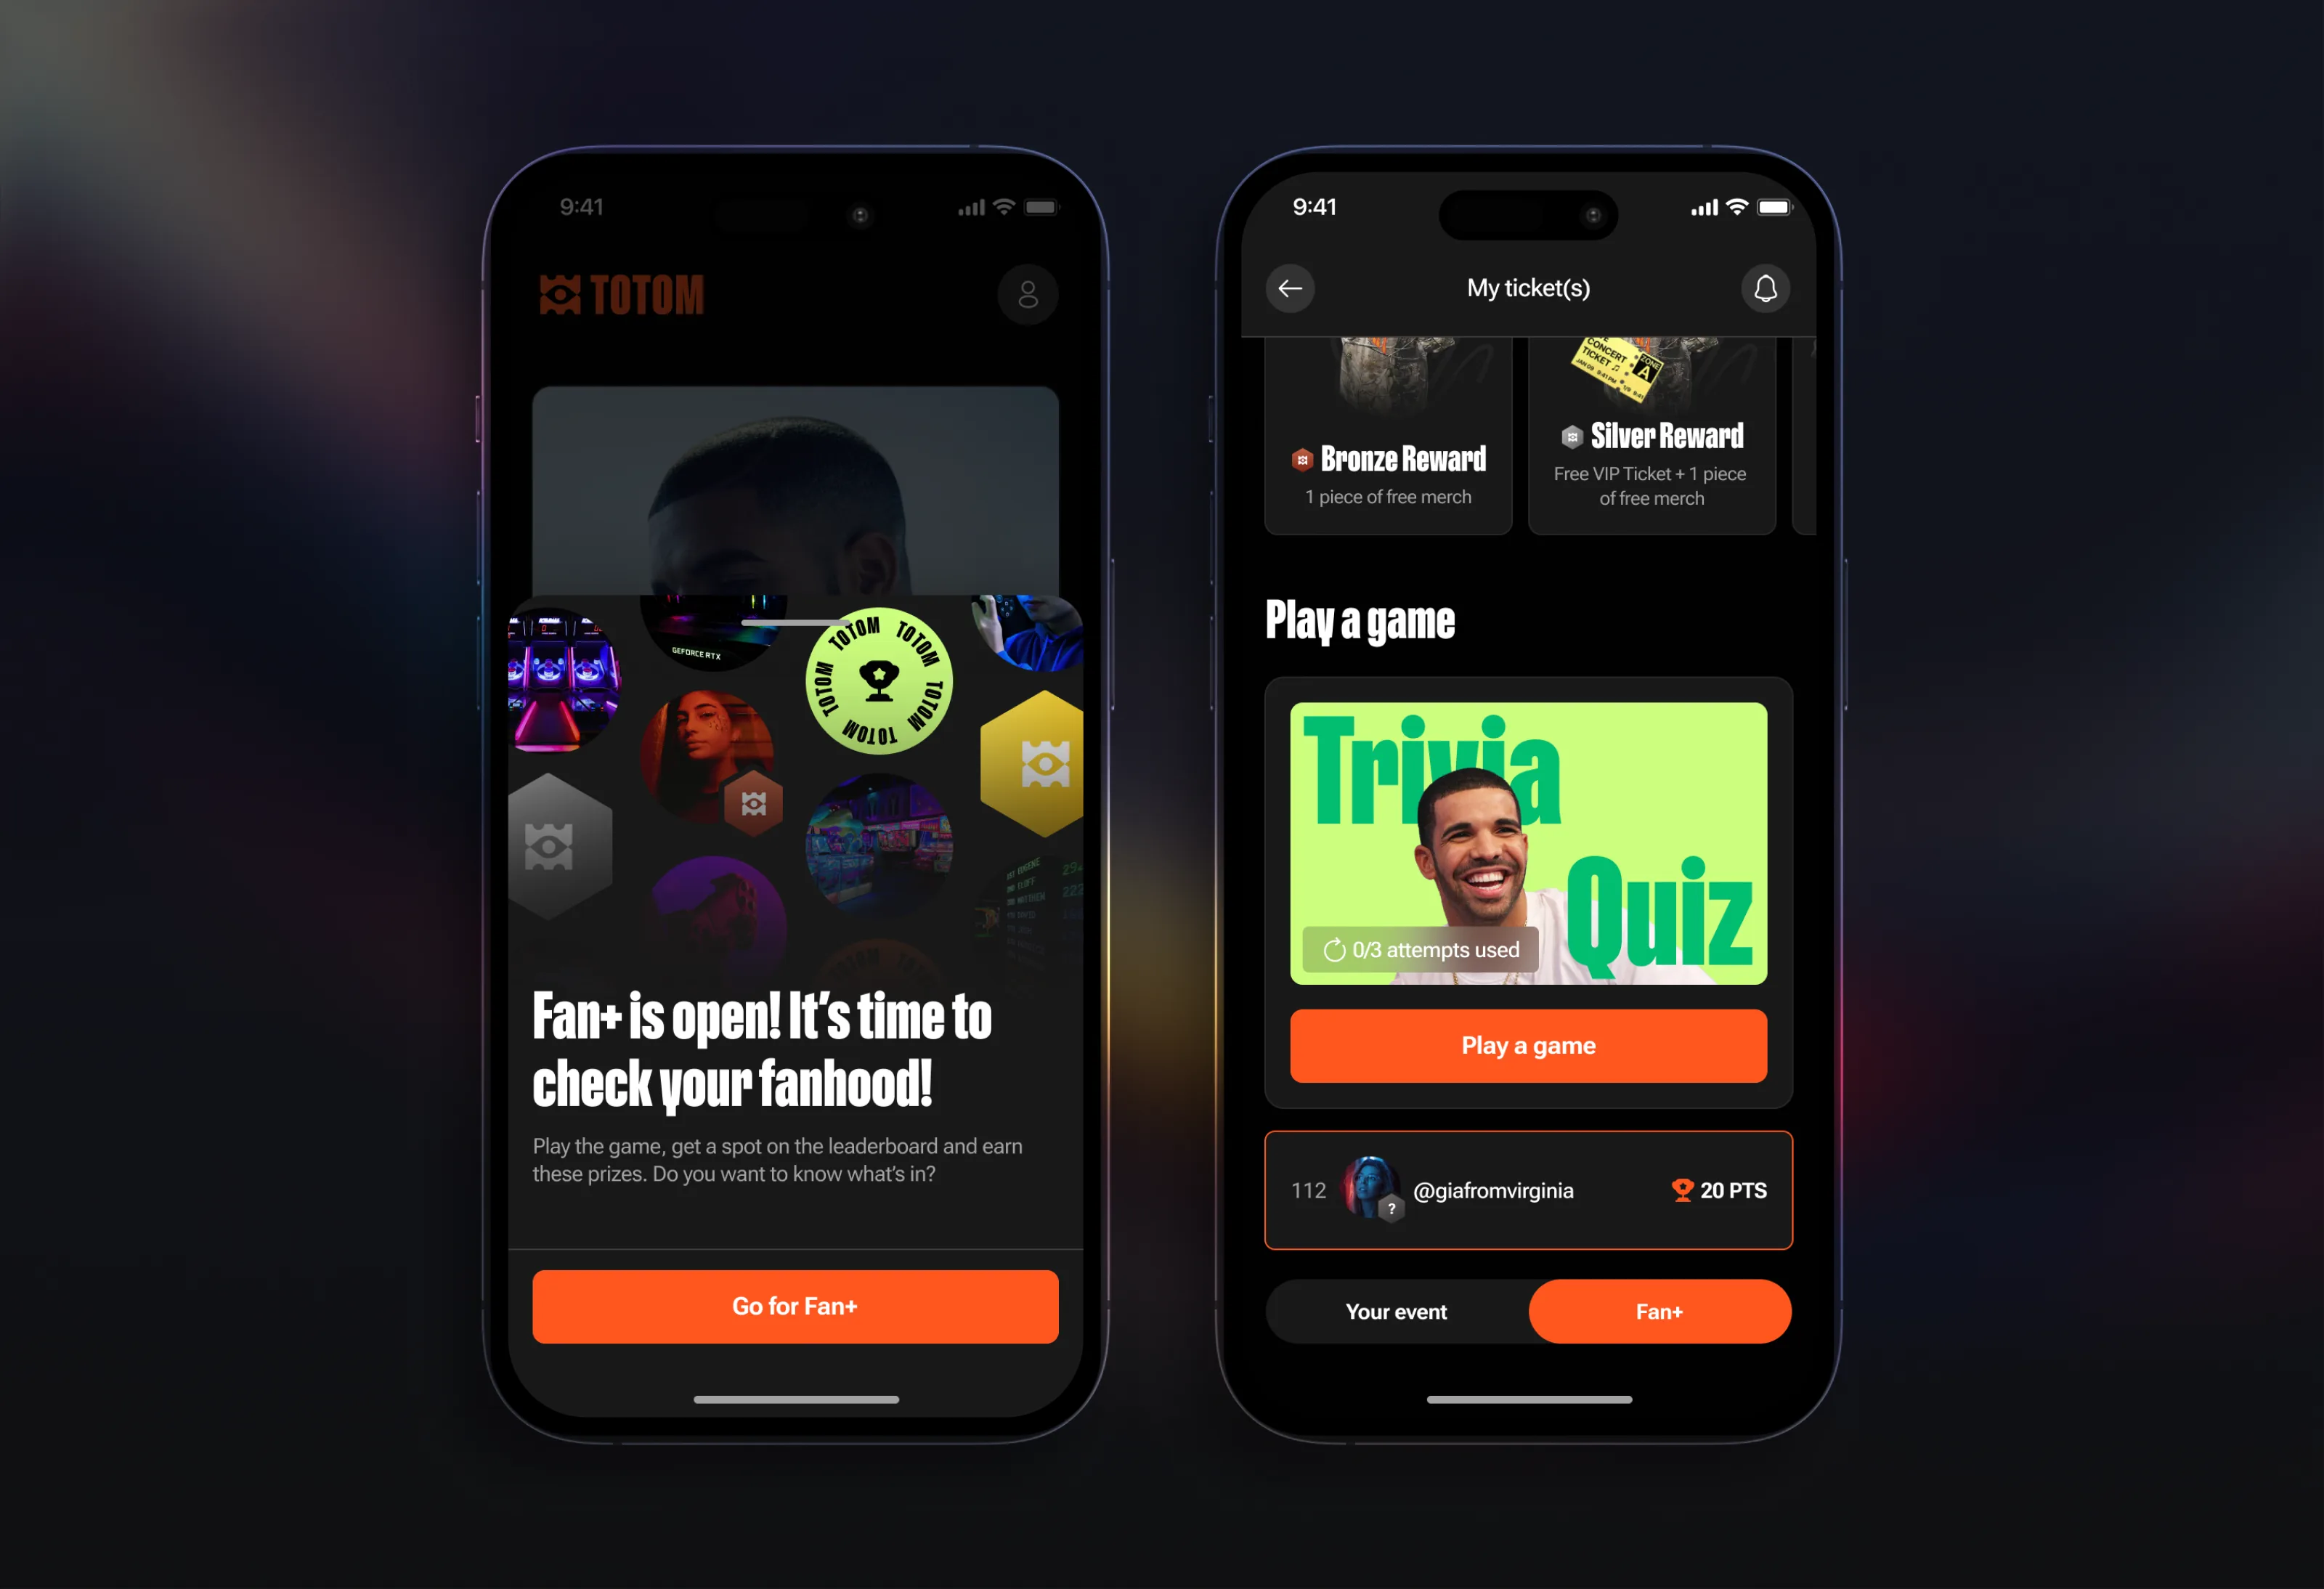 9:41
TOTOM
GEFORCE RTX
TOTOM TOTOM TOTOM TOTOM TOTOM
Fan+ is open! It's time to
check your fanhood!
Play the game, get a spot on the leaderboard and earn
these prizes. Do you want to know what's in?
Go for Fan+
9:41
My ticket(s)
CONCERT
TICKET
ZONE
A
Bronze Reward
1 piece of free merch
Silver Reward
Free VIP Ticket + 1 piece
of free merch
Play a game
Trivia
Quiz
0/3 attempts used
Play a game
112
?
@giafromvirginia
20 PTS
Your event
Fan+